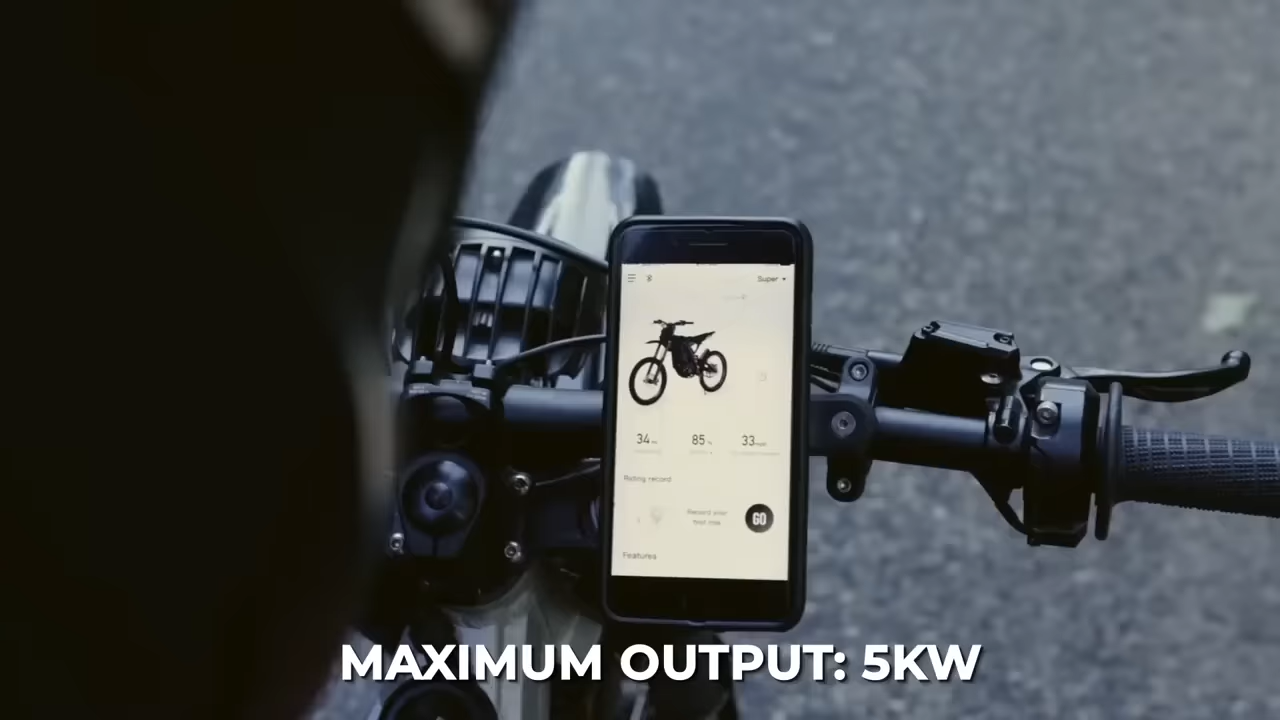 Super
34
85 %
33
Riding record
Record your
first ride
GO
Features
MAXIMUM OUTPUT: 5KW